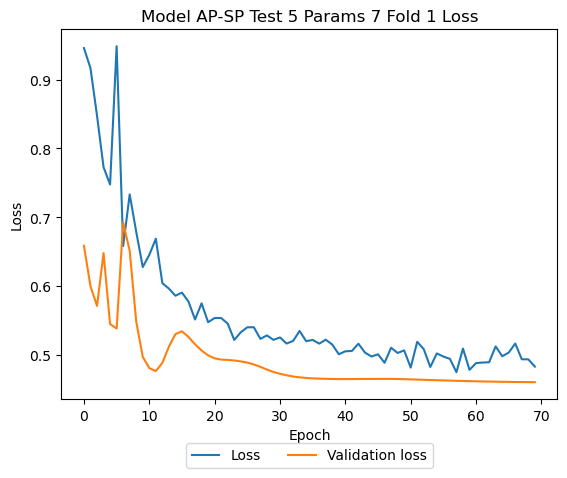 Model AP-SP Test 5 Params 7 Fold 1 Loss
0.9
0.8
0.7
0.6
0.5
Loss
0 10 20 30 40 50 60 70
Epoch
Loss Validation loss